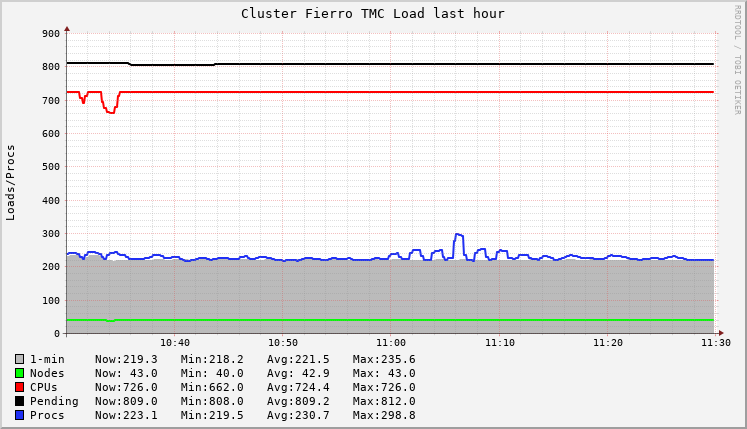 Cluster Fierro TMC Load last hour
RRDTOOL / TOBI OETIKER
Loads/Procs
900
800
700
600
500
400
300
200
100
0
10:40 10:50 11:00 11:10 11:20 11:30
1-min Now:219.3 Min:218.2 Avg:221.5 Max:235.6
Nodes Now: 43.0 Min: 40.0 Avg: 42.9 Max: 43.0
CPUs Now:726.0 Min:662.0 Avg:724.4 Max:726.0
Pending Now:809.0 Min:808.0 Avg:809.2 Max:812.0
Procs Now:223.1 Min:219.5 Avg:230.7 Max:298.8